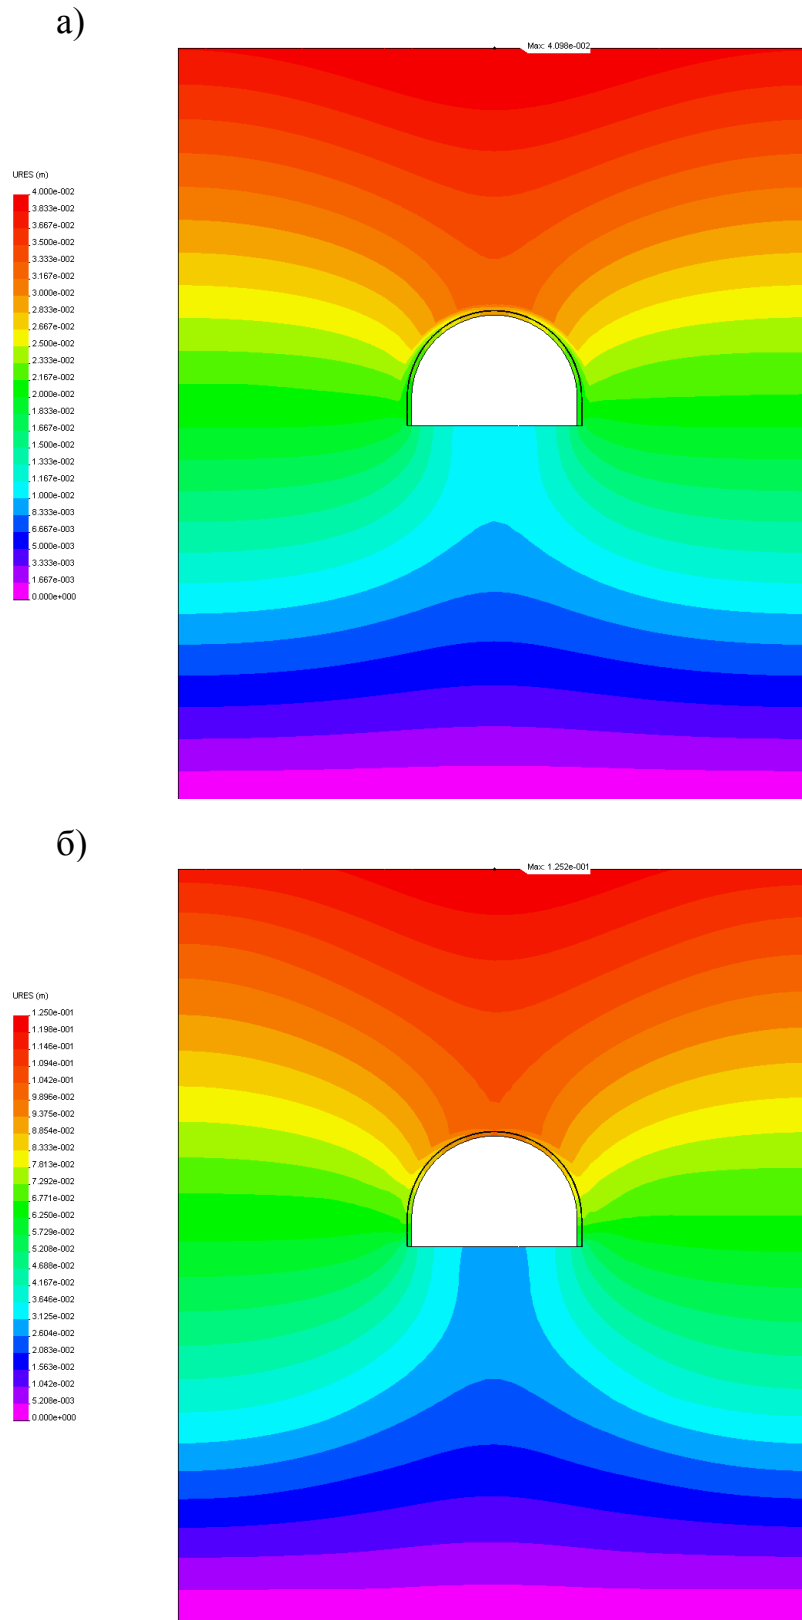 а)
Max: 4.098e-002
URES (m)
4.000e-002
3.833e-002
3.667e-002
3.500e-002
3.333e-002
3.167e-002
3.000e-002
2.833e-002
2.667e-002
2.500e-002
2.333e-002
2.167e-002
2.000e-002
1.833e-002
1.667e-002
1.500e-002
1.333e-002
1.167e-002
1.000e-002
8.333e-003
6.667e-003
5.000e-003
3.333e-003
1.667e-003
0.000e+000
б)
Max: 1.252e-001
URES (m)
1.250e-001
1.198e-001
1.146e-001
1.094e-001
1.042e-001
9.896e-002
9.375e-002
8.854e-002
8.333e-002
7.813e-002
7.292e-002
6.771e-002
6.250e-002
5.729e-002
5.208e-002
4.688e-002
4.167e-002
3.646e-002
3.125e-002
2.604e-002
2.083e-002
1.563e-002
1.042e-002
5.208e-003
0.000e+000